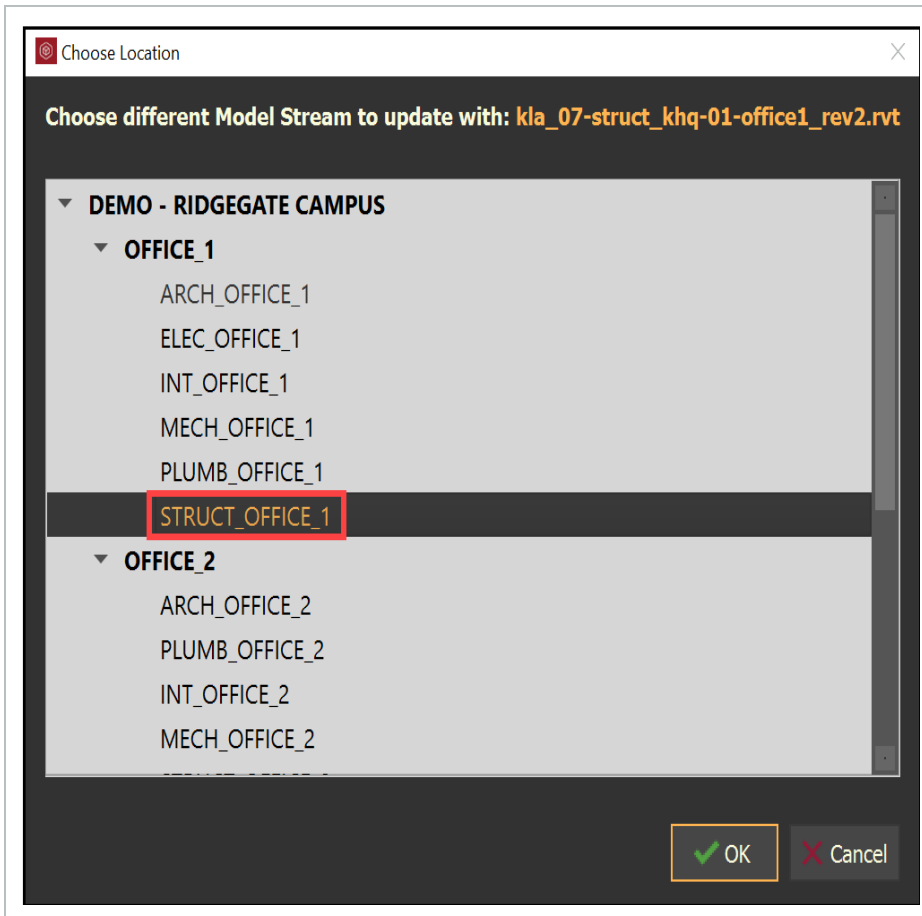 Choose Location
Choose different Model Stream to update with: kla_07-struct_khq-01-office1_rev2.rvt
DEMO - RIDGEGATE CAMPUS
OFFICE_1
ARCH_OFFICE_1
ELEC_OFFICE_1
INT_OFFICE_1
MECH_OFFICE_1
PLUMB_OFFICE_1
STRUCT_OFFICE_1
OFFICE_2
ARCH_OFFICE_2
PLUMB_OFFICE_2
INT_OFFICE_2
MECH_OFFICE_2
OK
Cancel